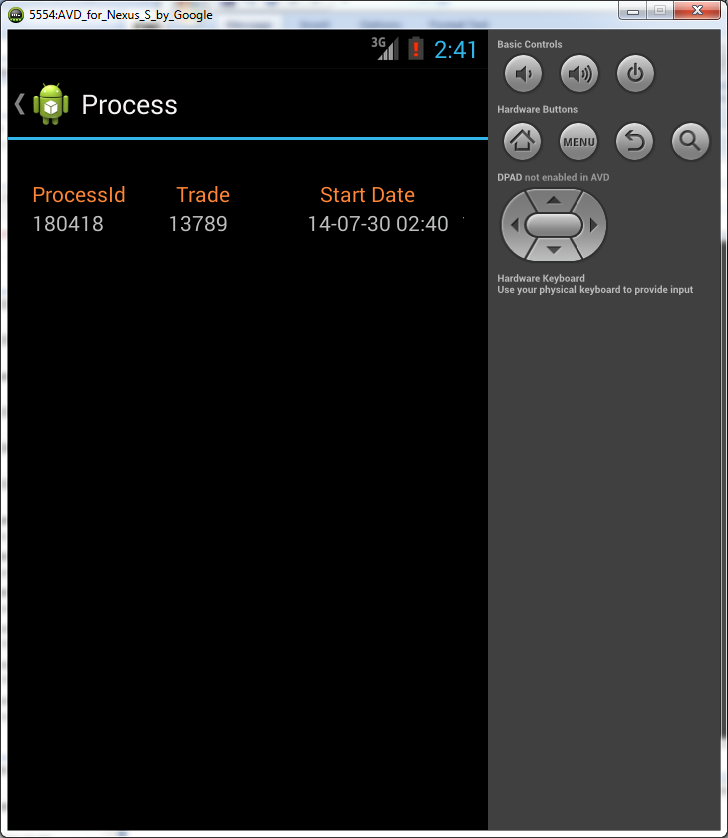 5554:AVD_for_Nexus_S_by_Google
3G 2:41
Process
ProcessId Trade Start Date
180418 13789 14-07-30 02:40
Basic Controls
Hardware Buttons
MENU
DPAD not enabled in AVD
Hardware Keyboard
Use your physical keyboard to provide input